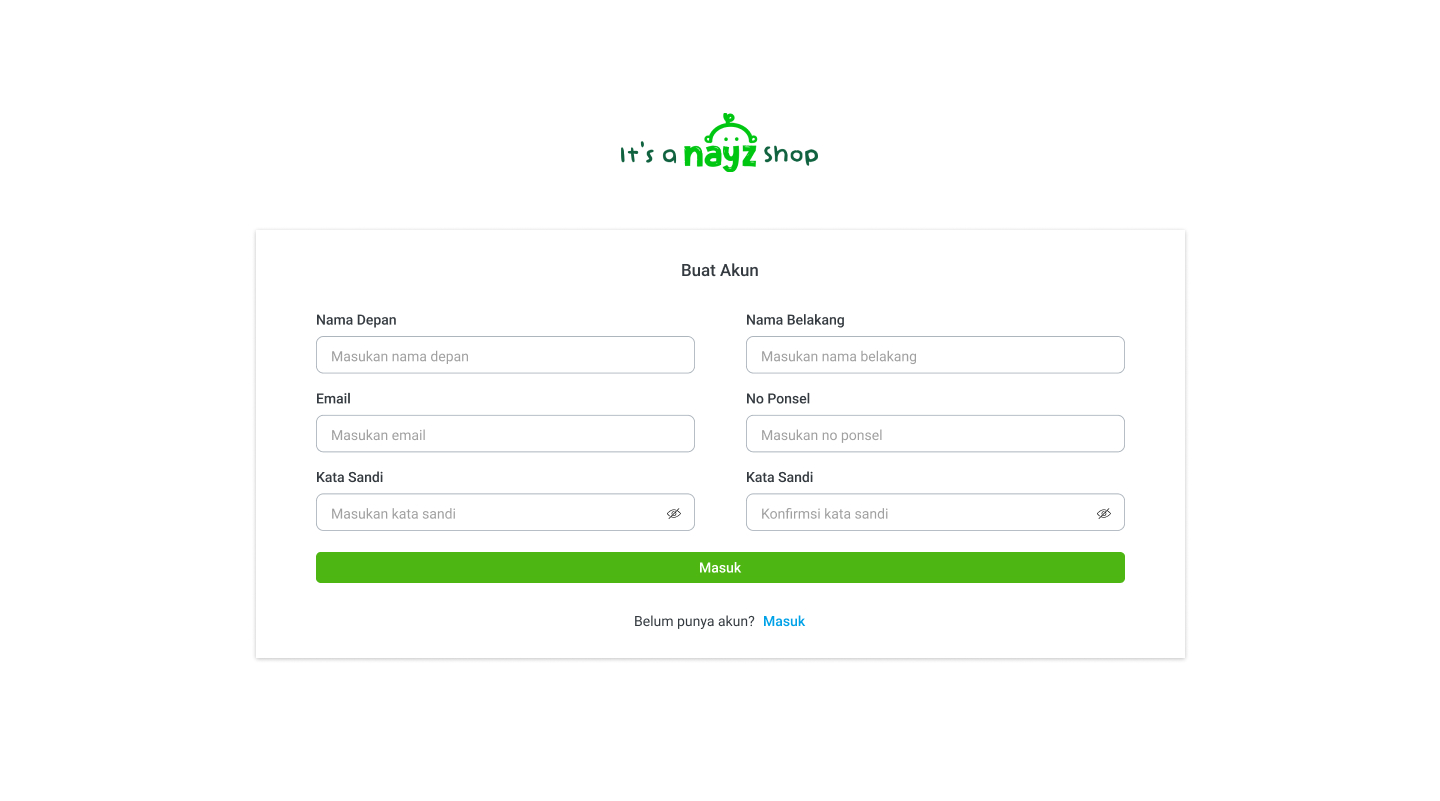 It's a nayz shop
Buat Akun
Nama Depan
Nama Belakang
Masukan nama depan
Masukan nama belakang
Email
No Ponsel
Masukan email
Masukan no ponsel
Kata Sandi
Kata Sandi
Masukan kata sandi
Konfirmsi kata sandi
Masuk
Belum punya akun? Masuk